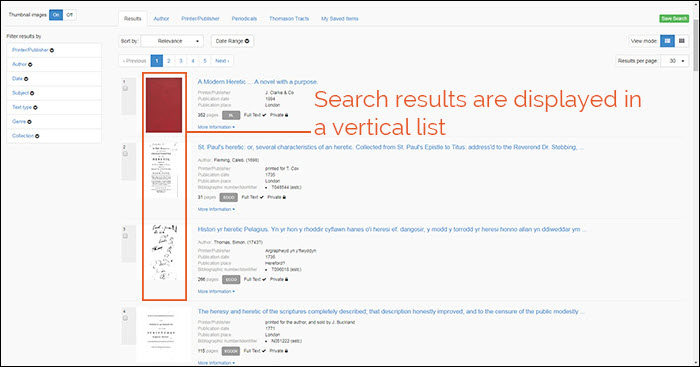 Thumbnail images: On Off
Results Author Printer/Publisher Periodicals Thomason Tracts My Saved Items
Save Search
Filter results by
Printer/Publisher
Author
Date
Subject
Text type
Genre
Collection
Sort by: Relevance Date Range
View mode:
‹ Previous 1 2 3 4 5 Next ›
Results per page: 30
1
A Modern Heretic ... A novel with a purpose.
Printer/Publisher J. Clarke & Co
Publication date 1894
Publication place London
352 pages BL Full Text Private
More Information
Search results are displayed in
a vertical list
2
St. Paul's heretic: or, several characteristics of an heretic. Collected from St. Paul's Epistle to Titus. address'd to the Reverend Dr. Stebbing, ...
Author: Fleming, Caleb. (1698)
Printer/Publisher printed for T. Cox
Publication date 1735
Publication place London
Bibliographic number/identifier • T048544 (estc)
31 pages ECCO Full Text Private
More Information
3
Histori yr heretic Pelagius. Yn yr hon y rhoddir cyflawn hanes o'i heresi ef. dangosir, y modd y torrodd yr heresi honno allan yn ddiweddar ym ...
Author: Thomas, Simon. (1743?)
Printer/Publisher Argraphwyd yn y flwyddyn
Publication date 1735
Publication place Hereford?
Bibliographic number/identifier • T096018 (estc)
266 pages ECCO Full Text Private
More Information
4
The heresy and heretic of the scriptures completely described; that description honestly improved, and to the censure of the public modestly ...
Printer/Publisher printed for the author, and sold by J. Buckland
Publication date 1771
Publication place London
Bibliographic number/identifier • N051222 (estc)
115 pages Full Text Private
More Information